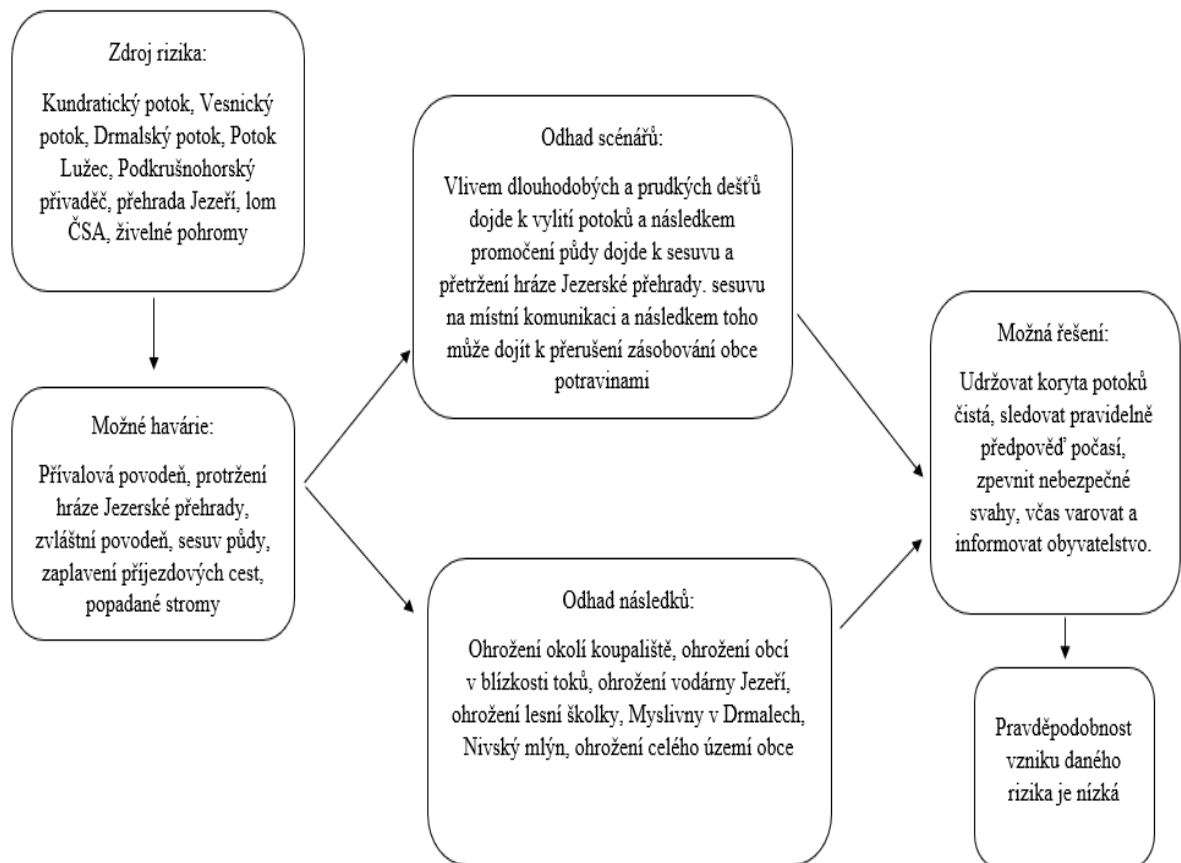 Zdroj rizika:
Kundratický potok, Vesnický
potok, Drmalský potok, Potok
Lužec, Podkrušnohorský
přivaděč, přehrada Jezeří, lom
ČSA, živelné pohromy
Možné havárie:
Přívalová povodeň, protržení
hráze Jezerské přehrady,
zvláštní povodeň, sesuv půdy,
zaplavení příjezdových cest,
popadané stromy
Odhad scénářů:
Vlivem dlouhodobých a prudkých dešťů
dojde k vylití potoků a následkem
promočení půdy dojde k sesuvu a
přetržení hráze Jezerské přehrady. sesuvu
na místní komunikaci a následkem toho
může dojít k přerušení zásobování obce
potravinami
Odhad následků:
Ohrožení okolí koupaliště, ohrožení obcí
v blízkosti toků, ohrožení vodárny Jezeří,
ohrožení lesní školky, Myslivny v Drmalech,
Nivský mlýn, ohrožení celého území obce
Možná řešení:
Udržovat koryta potoků
čistá, sledovat pravidelně
předpověď počasí,
zpevnit nebezpečné
svahy, včas varovat a
informovat obyvatelstvo.
Pravděpodobnost
vzniku daného
rizika je nízká